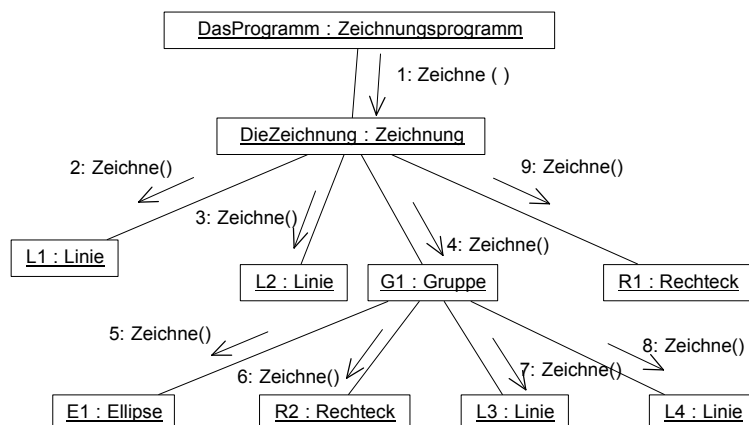 DasProgramm : Zeichnungsprogramm
1: Zeichne ( )
DieZeichnung : Zeichnung
2: Zeichne()
9: Zeichne()
3: Zeichne()
4: Zeichne()
L1 : Linie
L2 : Linie
G1 : Gruppe
R1 : Rechteck
5: Zeichne()
6: Zeichne()
7: Zeichne()
8: Zeichne()
E1 : Ellipse
R2 : Rechteck
L3 : Linie
L4 : Linie